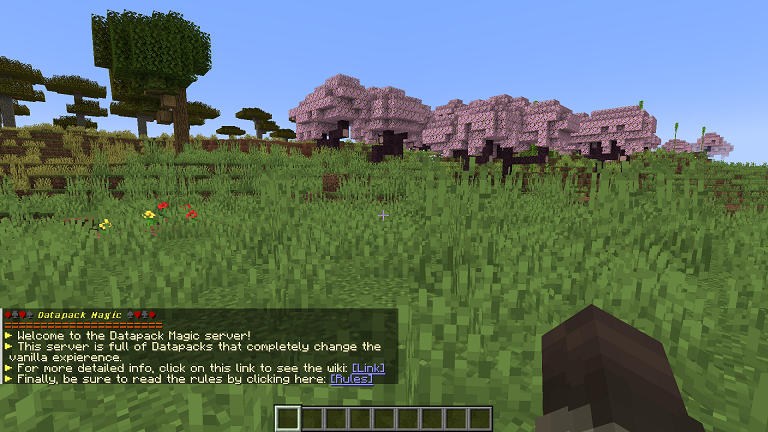 ♦♣♥♠ Datapack Magic ♠♥♣♦
► Welcome to the Datapack Magic server!
► This server is full of Datapacks that completely change the
vanilla expierence.
► For more detailed info, click on this link to see the wiki: [Link]
► Finally, be sure to read the rules by clicking here: [Rules]